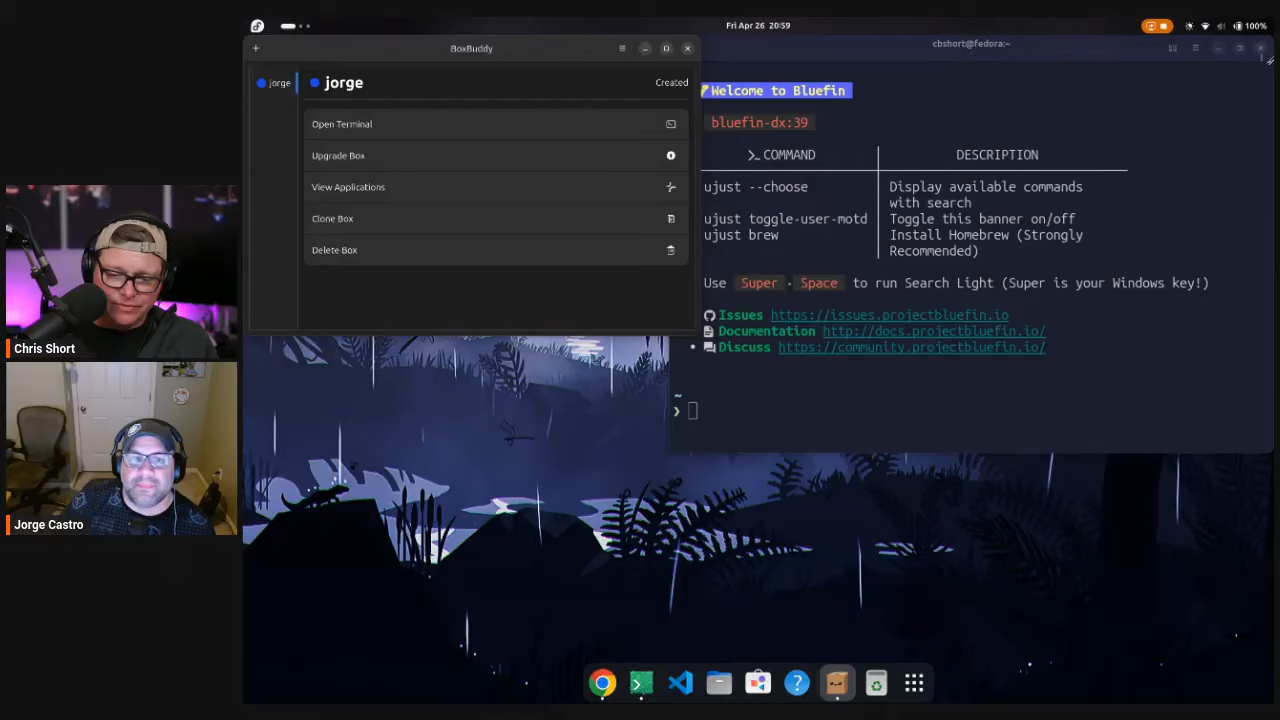 Fri Apr 26 20:59
100%
BoxBuddy
jorge
jorge
Created
Open Terminal
Upgrade Box
View Applications
Clone Box
Delete Box
cbshort@fedora:~
Welcome to Bluefin
bluefin-dx:39
>_ COMMAND DESCRIPTION
ujust --choose Display available commands
with search
ujust toggle-user-motd Toggle this banner on/off
ujust brew Install Homebrew (Strongly
Recommended)
Use Super - Space to run Search Light (Super is your Windows key!)
Issues https://issues.projectbluefin.io
Documentation http://docs.projectbluefin.io/
• Discuss https://community.projectbluefin.io/
~
❯
Chris Short
Jorge Castro